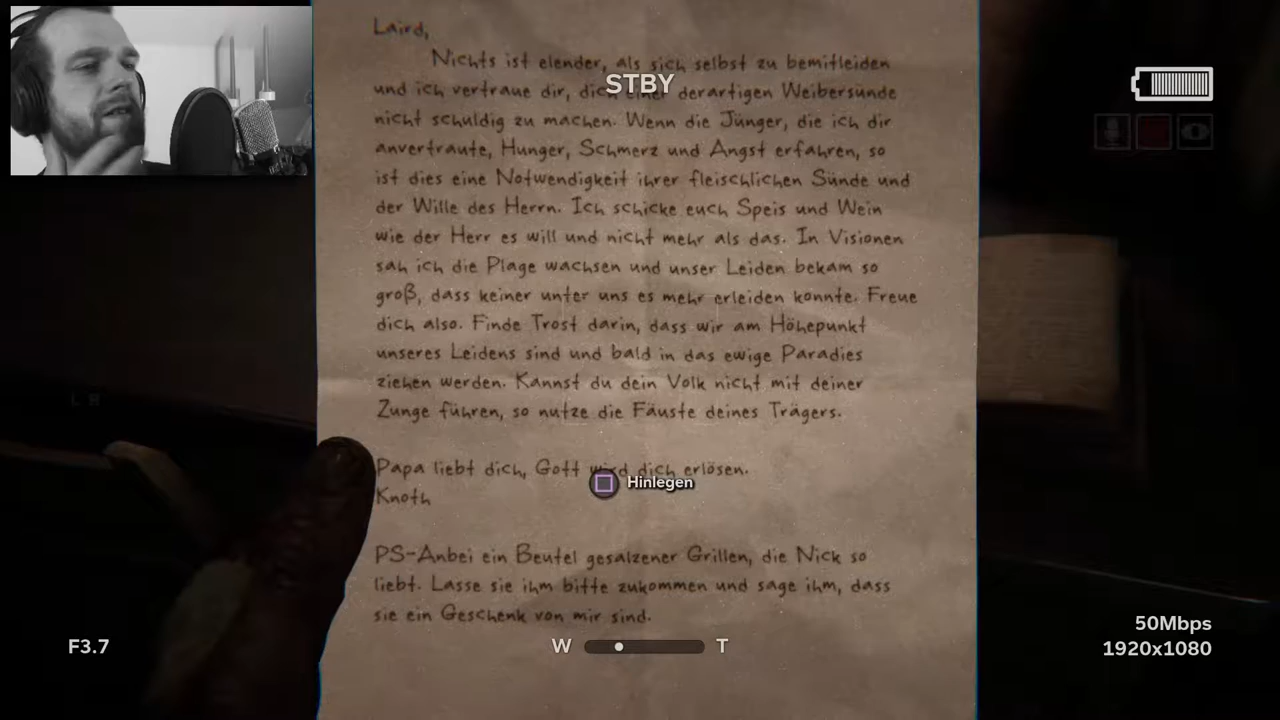 Laird,
Nichts ist elender, als sich selbst zu bemitleiden
STBY
und ich vertraue dir, dich einer derartigen Weibersünde
nicht schuldig zu machen. Wenn die Jünger, die ich dir
anvertraute, Hunger, Schmerz und Angst erfahren, so
ist dies eine Notwendigkeit ihrer fleischlichen Sünde und
der Wille des Herrn. Ich schicke euch Speis und Wein
wie der Herr es will und nicht mehr als das. In Visionen
sah ich die Plage wachsen und unser Leiden bekam so
groß, dass keiner unter uns es mehr erleiden konnte. Freue
dich also. Finde Trost darin, dass wir am Höhepunkt
unseres Leidens sind und bald in das ewige Paradies
ziehen werden. Kannst du dein Volk nicht mit deiner
Zunge führen, so nutze die Fäuste deines Trägers.
Papa liebt dich, Gott wird dich erlösen.
Hinlegen
Knoth
PS-Anbei ein Beutel gesalzener Grillen, die Nick so
liebt. Lasse sie ihm bitte zukommen und sage ihm, dass
sie ein Geschenk von mir sind.
F3.7
W T
50Mbps
1920x1080